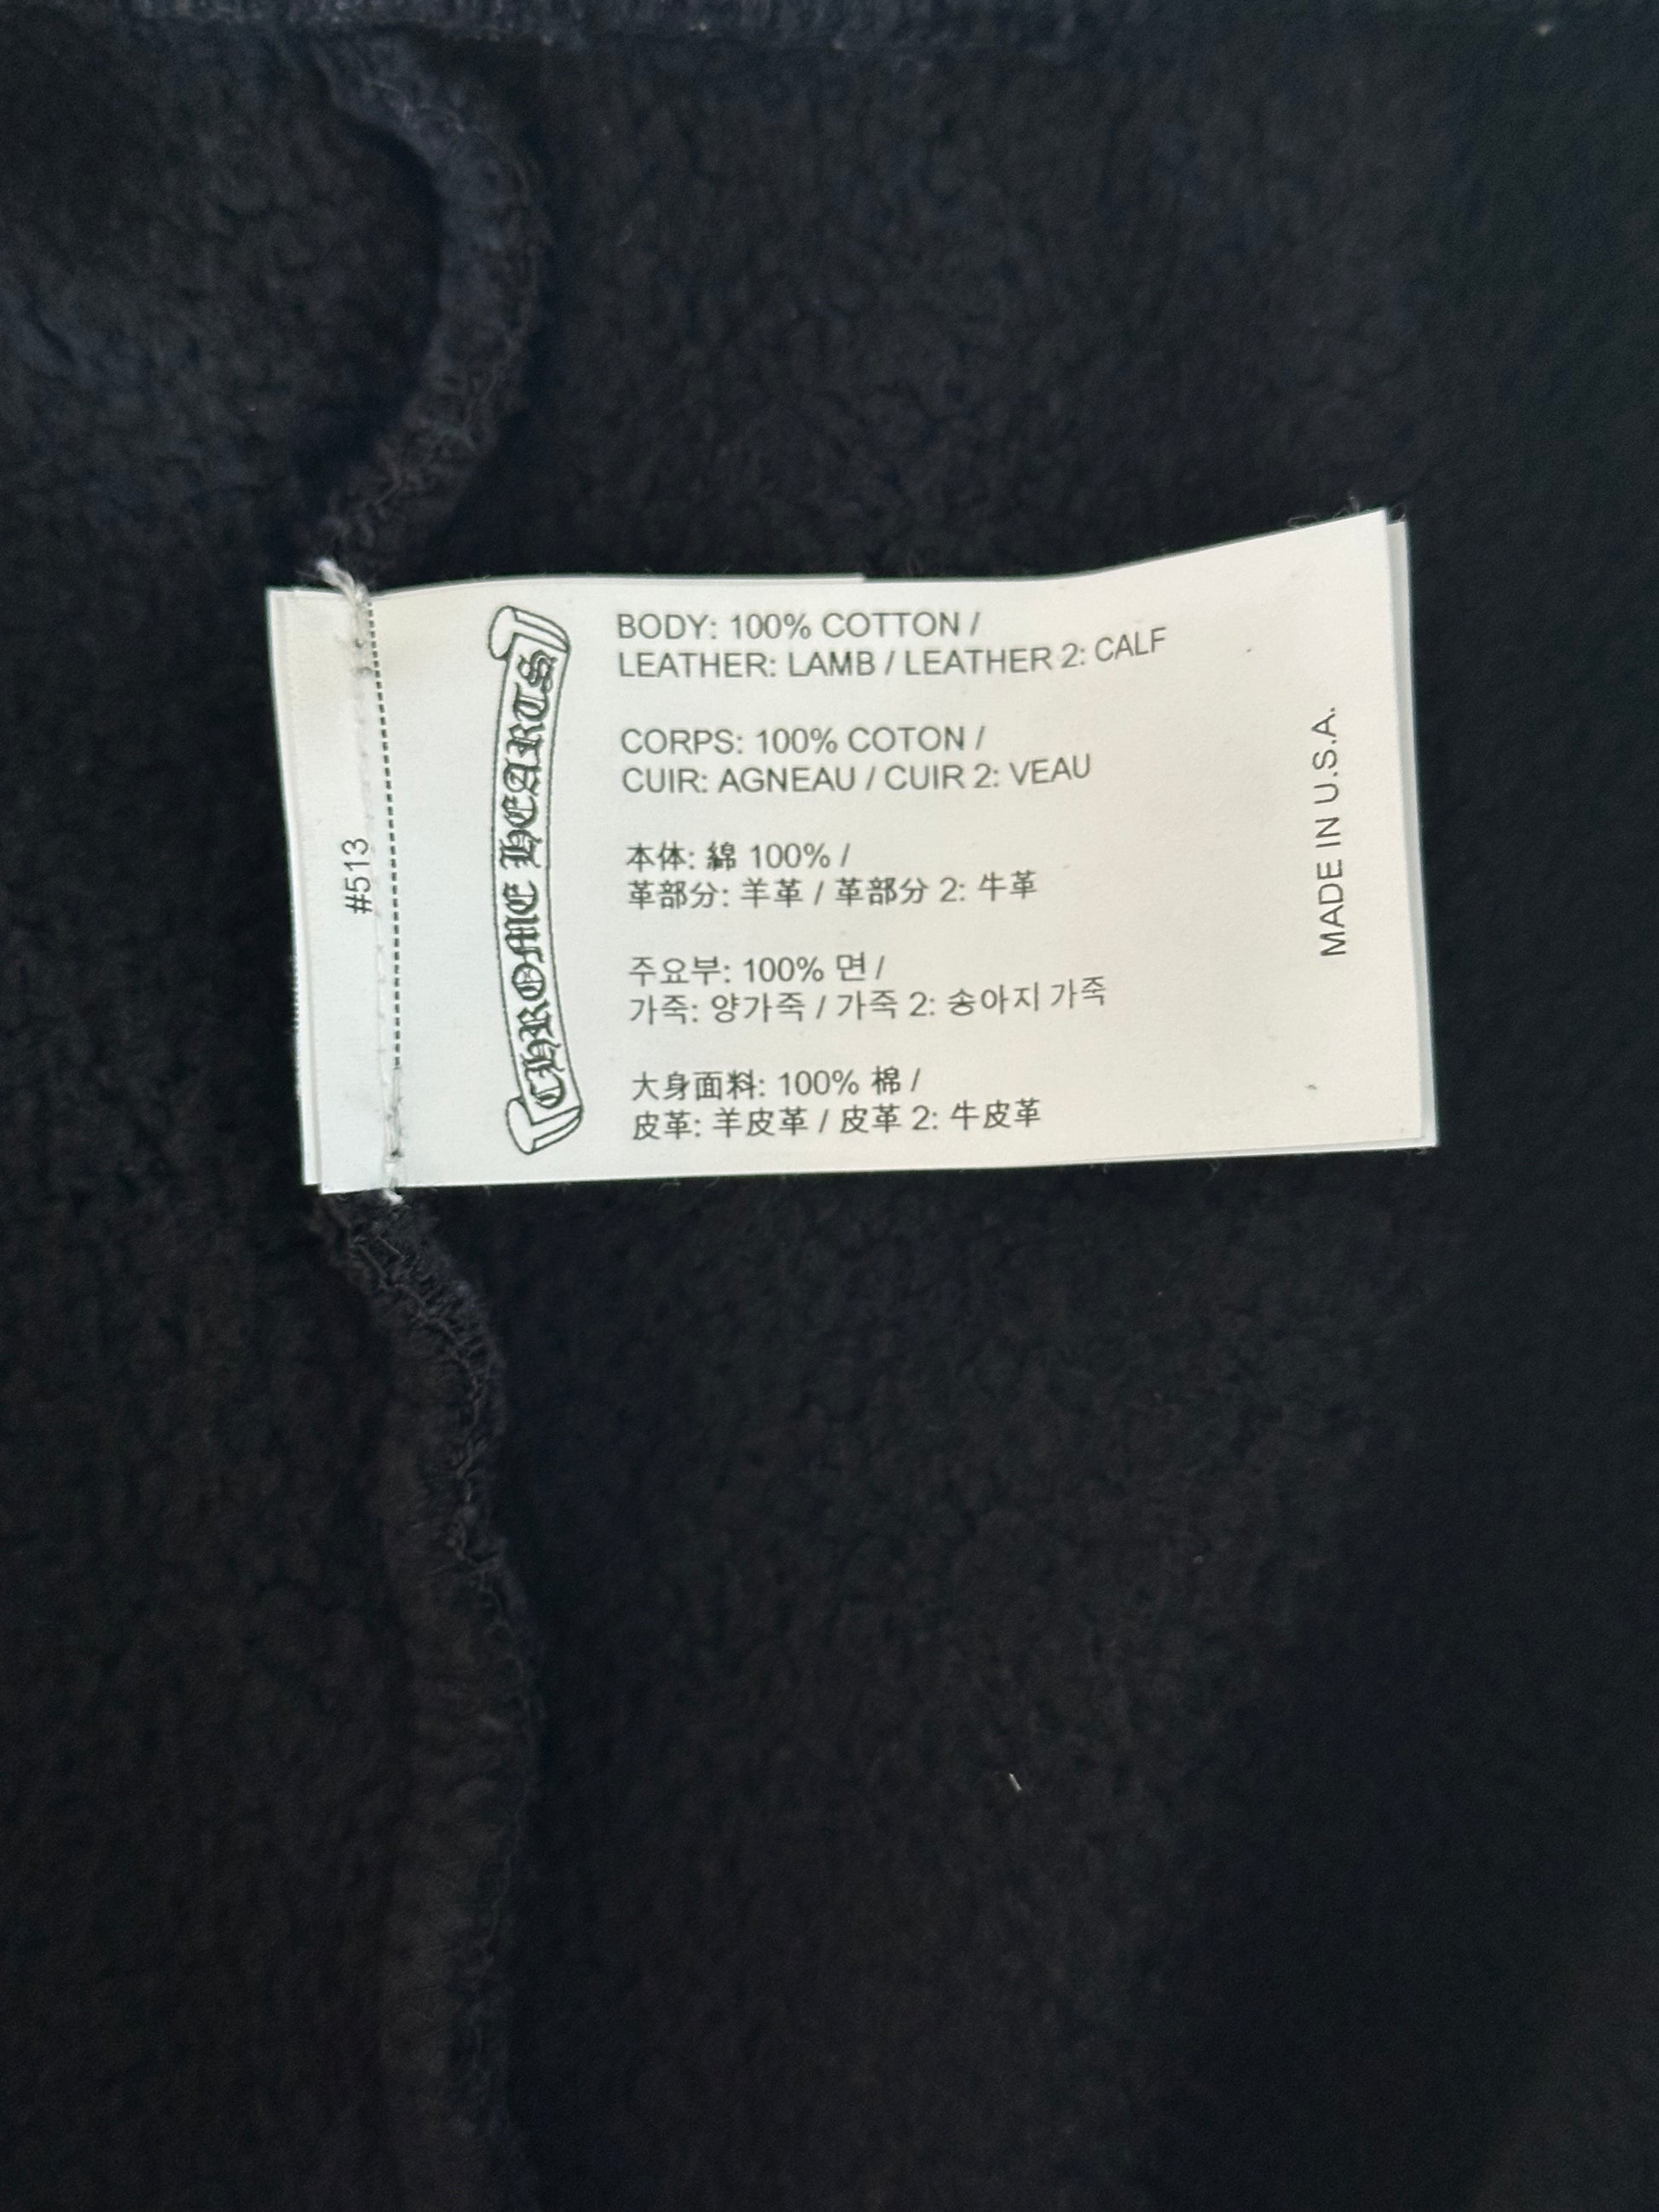 #513
CHROME HEARTS
BODY: 100% COTTON /
LEATHER: LAMB / LEATHER 2: CALF
CORPS: 100% COTON /
CUIR: AGNEAU / CUIR 2: VEAU
本体: 綿 100% /
革部分: 羊革 / 革部分 2: 牛革
주요부: 100% 면 /
가죽: 양가죽 / 가죽 2: 송아지 가죽
大身面料: 100% 棉 /
皮革: 羊皮革 / 皮革 2: 牛皮革
MADE IN U.S.A.